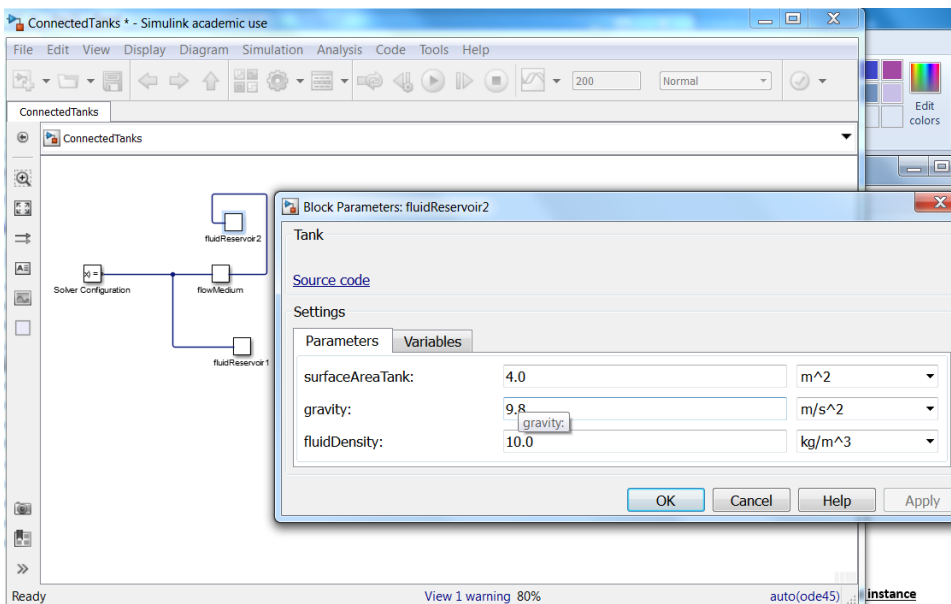 ConnectedTanks * - Simulink academic use
File Edit View Display Diagram Simulation Analysis Code Tools Help
200 Normal
Edit
colors
ConnectedTanks
ConnectedTanks
fluidReservoir2
Solver Configuration
flowMedium
fluidReservoir1
Block Parameters: fluidReservoir2
Tank
Source code
Settings
Parameters Variables
surfaceAreaTank: 4.0 m^2
gravity: 9.8 m/s^2
gravity:
fluidDensity: 10.0 kg/m^3
OK Cancel Help Apply
Ready View 1 warning 80% auto(ode45)
instance